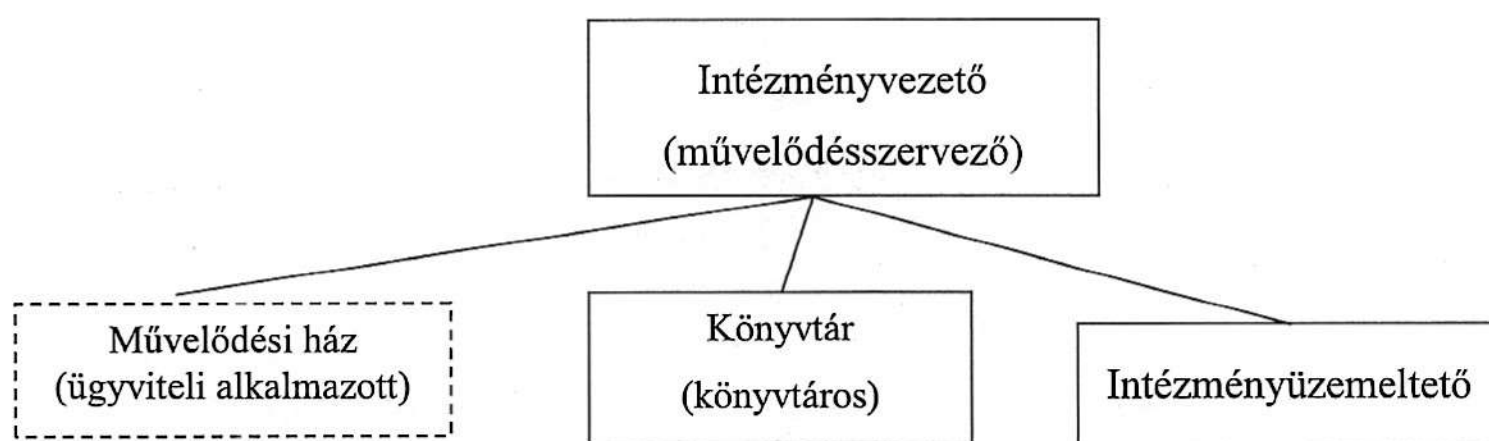 Intézményvezető
(művelődésszervező)
Művelődési ház
(ügyviteli alkalmazott)
Könyvtár
(könyvtáros)
Intézményüzemeltető